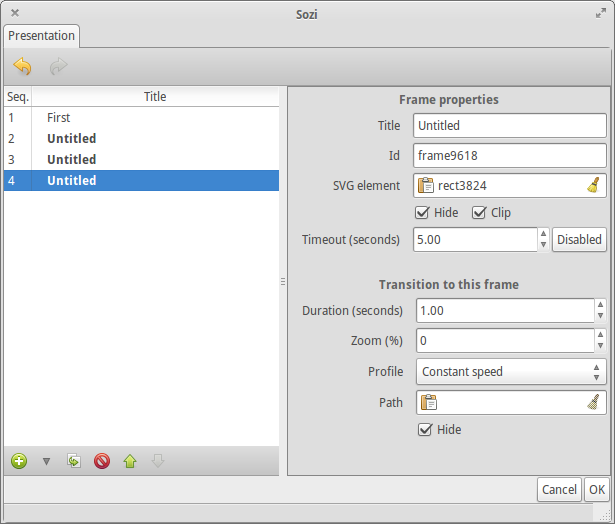 Sozi
Presentation
Seq. Title
1 First
2 Untitled
3 Untitled
4 Untitled
Frame properties
Title Untitled
Id frame9618
SVG element rect3824
Hide Clip
Timeout (seconds) 5.00 Disabled
Transition to this frame
Duration (seconds) 1.00
Zoom (%) 0
Profile Constant speed
Path
Hide
Cancel OK